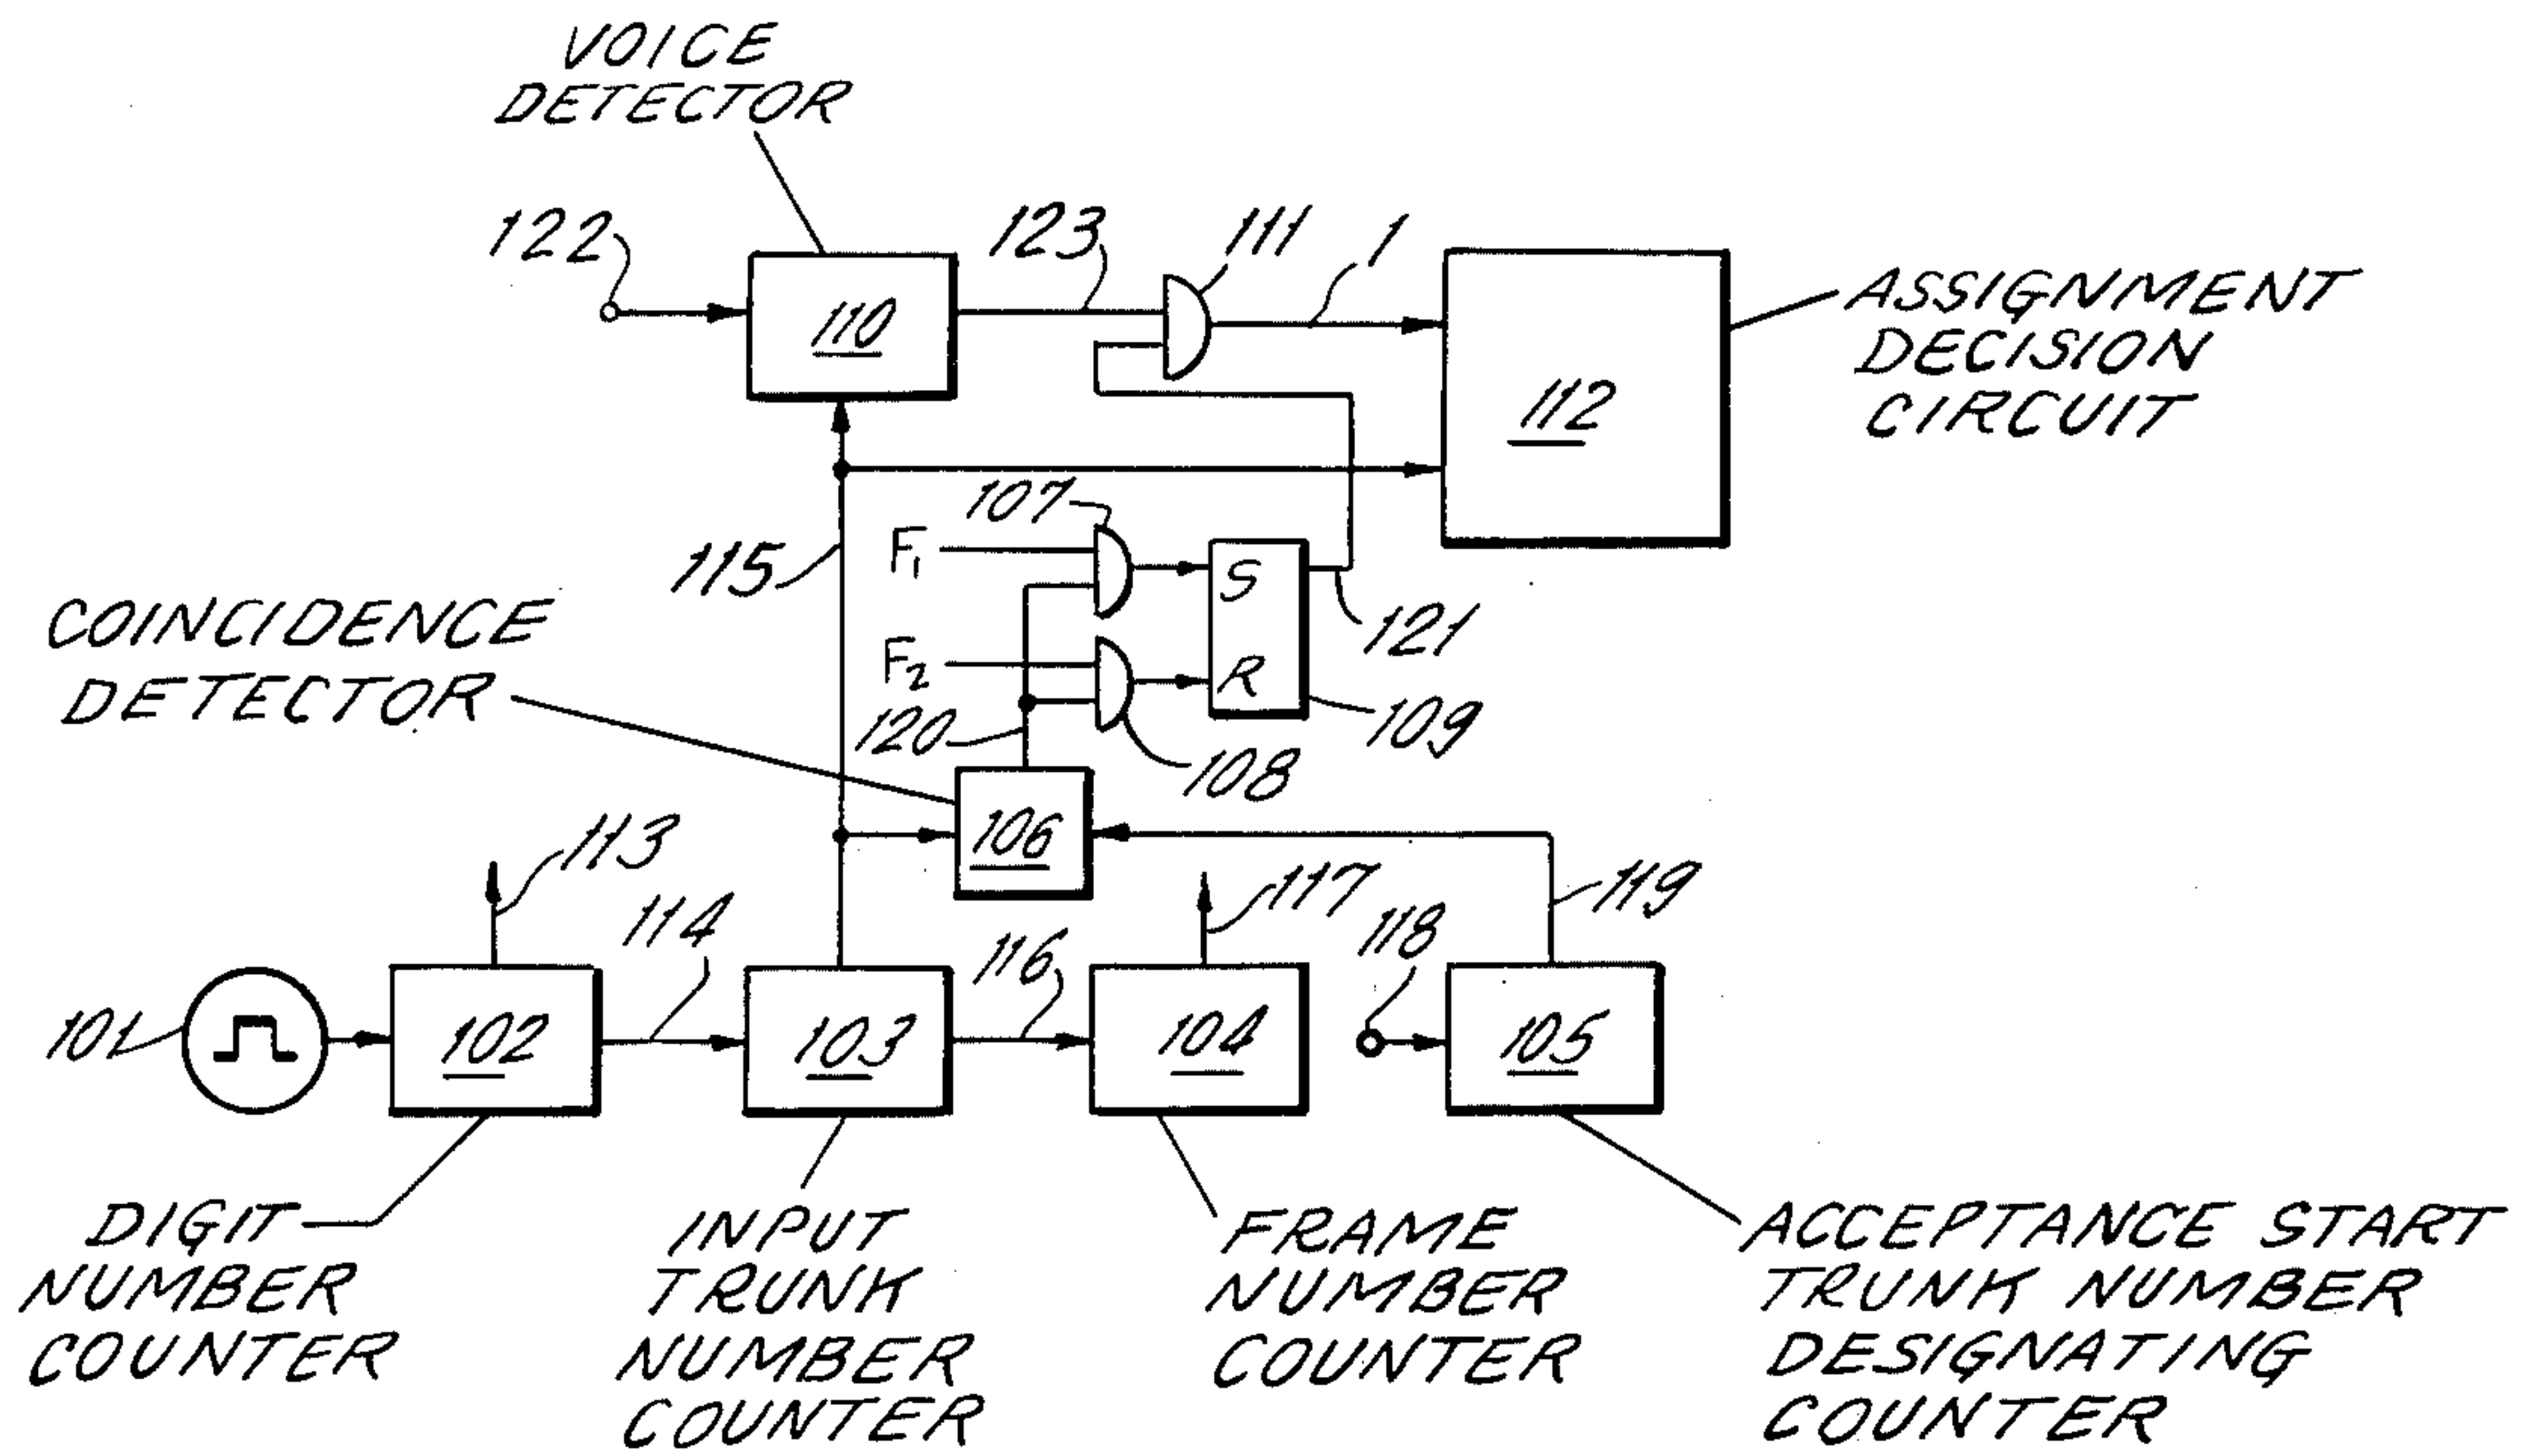 VOICE
DETECTOR
122
110
123
111
1
112
ASSIGNMENT
DECISION
CIRCUIT
115
107
F1
S
F2
R
121
109
120
108
COINCIDENCE
DETECTOR
106
113
114
116
117
118
119
101
102
103
104
105
DIGIT
NUMBER
COUNTER
INPUT
TRUNK
NUMBER
COUNTER
FRAME
NUMBER
COUNTER
ACCEPTANCE START
TRUNK NUMBER
DESIGNATING
COUNTER